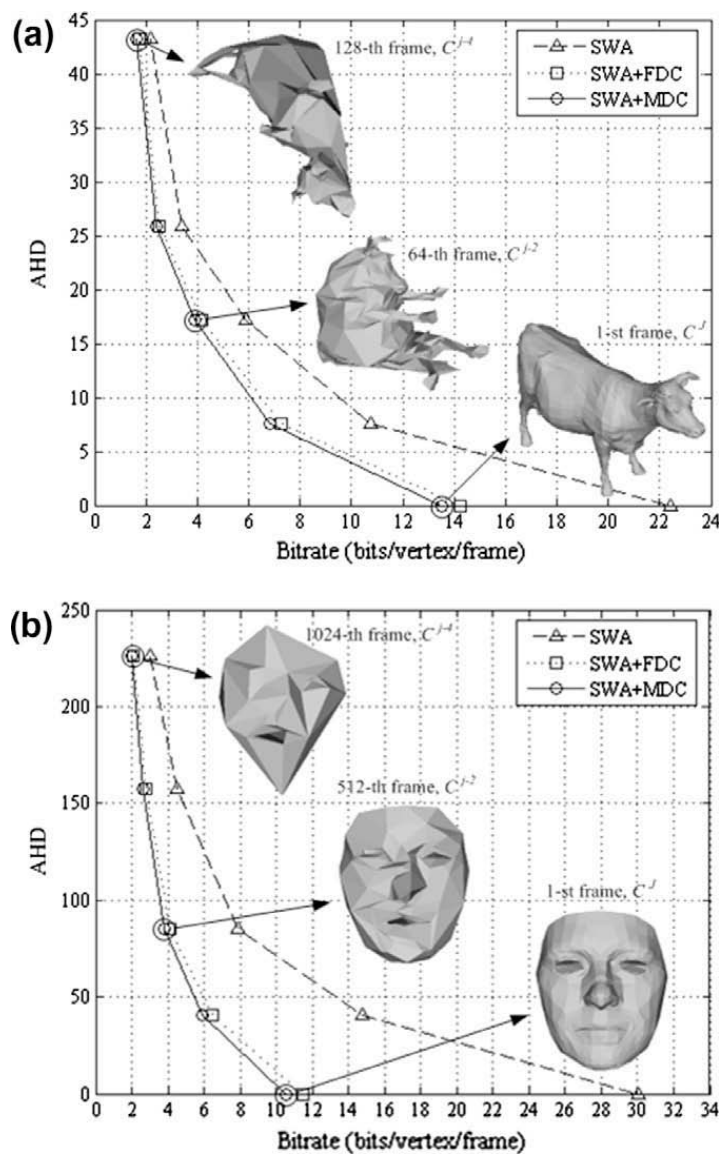 (a)
45
40
35
30
25
20
15
10
5
0
AHD
128-th frame, C^{j-4}
64-th frame, C^{j-2}
1-st frame, C^{J}
SWA
SWA+FDC
SWA+MDC
0 2 4 6 8 10 12 14 16 18 20 22 24
Bitrate (bits/vertex/frame)
(b)
250
200
150
100
50
0
AHD
1024-th frame, C^{j-4}
512-th frame, C^{j-2}
1-st frame, C^{J}
SWA
SWA+FDC
SWA+MDC
0 2 4 6 8 10 12 14 16 18 20 22 24 26 28 30 32 34
Bitrate (bits/vertex/frame)